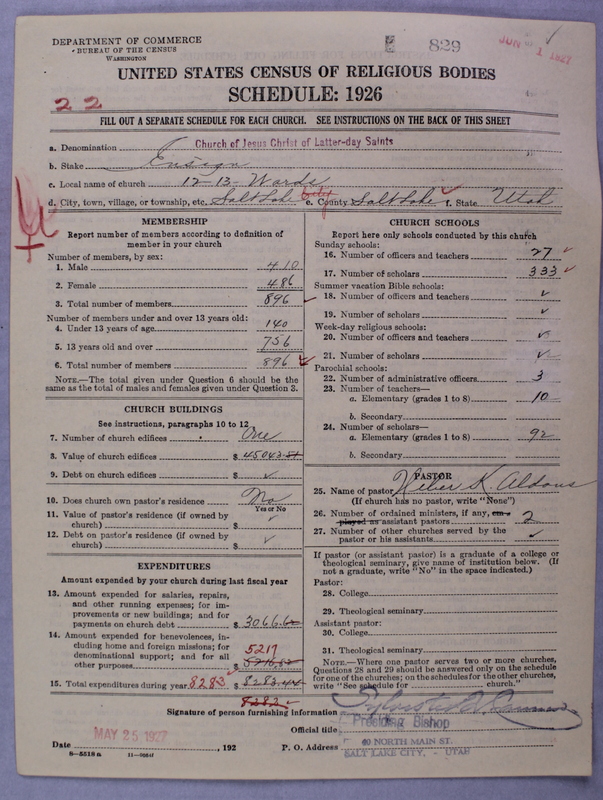 DEPARTMENT OF COMMERCE
BUREAU OF THE CENSUS
WASHINGTON
829
JUN 1 1927
UNITED STATES CENSUS OF RELIGIOUS BODIES
SCHEDULE: 1926
22
FILL OUT A SEPARATE SCHEDULE FOR EACH CHURCH. SEE INSTRUCTIONS ON THE BACK OF THIS SHEET
a. Denomination Church of Jesus Christ of Latter-day Saints
b. Stake Ensign
c. Local name of church 12-13 Wards
d. City, town, village, or township, etc. Salt Lake City e. County Salt Lake f. State Utah
MEMBERSHIP
Report number of members according to definition of
member in your church
Number of members, by sex:
1. Male 410
2. Female 486
3. Total number of members 896
Number of members under and over 13 years old:
4. Under 13 years of age 140
5. 13 years old and over 756
6. Total number of members 896
NOTE.—The total given under Question 6 should be
the same as the total of males and females given under Question 3.
CHURCH BUILDINGS
See instructions, paragraphs 10 to 12
7. Number of church edifices One
8. Value of church edifices $ 45043.81
9. Debt on church edifices $ ✓
10. Does church own pastor's residence No
Yes or No
11. Value of pastor's residence (if owned by
church) $ ✓
12. Debt on pastor's residence (if owned by
church) $ ✓
EXPENDITURES
Amount expended by your church during last fiscal year
13. Amount expended for salaries, repairs,
and other running expenses; for im-
provements or new buildings; and for
payments on church debt $ 3066.62
14. Amount expended for benevolences, in-
cluding home and foreign missions; for
denominational support; and for all
other purposes 5217 $ 5216.82
15. Total expenditures during year 8283 $ 8283.44
8283
CHURCH SCHOOLS
Report here only schools conducted by this church
Sunday schools:
16. Number of officers and teachers 27 ✓
17. Number of scholars 333 ✓
Summer vacation Bible schools:
18. Number of officers and teachers ✓
19. Number of scholars ✓
Week-day religious schools:
20. Number of officers and teachers ✓
21. Number of scholars ✓
Parochial schools:
22. Number of administrative officers 3
23. Number of teachers—
a. Elementary (grades 1 to 8) 10
b. Secondary
24. Number of scholars—
a. Elementary (grades 1 to 8) 92
b. Secondary
PASTOR
25. Name of pastor Heber K. Aldous
(If church has no pastor, write "None")
26. Number of ordained ministers, if any, em-
ployed as assistant pastors 2
27. Number of other churches served by the
pastor or his assistants ✓
If pastor (or assistant pastor) is a graduate of a college or
theological seminary, give name of institution below. (If
not a graduate, write "No" in the space indicated.)
Pastor:
28. College
29. Theological seminary
Assistant pastor:
30. College
31. Theological seminary
NOTE.—Where one pastor serves two or more churches,
Questions 28 and 29 should be answered only on the schedule
for one of the churches; on the schedules for the other churches,
write "See schedule for church."
Signature of person furnishing information Sylvester Q. Cannon
Official title Presiding Bishop
MAY 25 1927
Date , 192 P. O. Address 40 NORTH MAIN ST.
SALT LAKE CITY, - UTAH